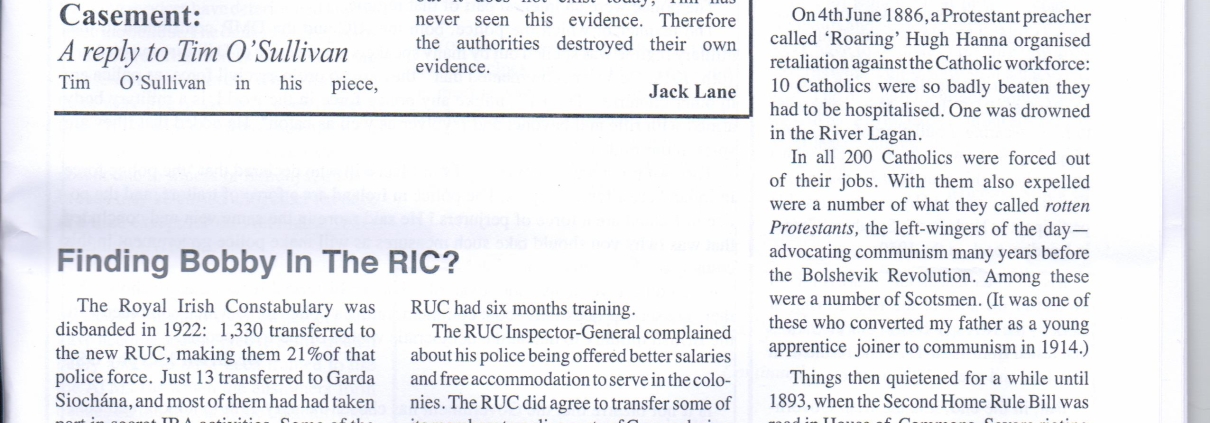 Casement:
A reply to Tim O'Sullivan
Tim O'Sullivan in his piece,
never seen this evidence. Therefore
the authorities destroyed their own
evidence.
Jack Lane
Finding Bobby In The RIC?
The Royal Irish Constabulary was
disbanded in 1922: 1,330 transferred to
the new RUC, making them 21%of that
police force. Just 13 transferred to Garda
Siochána, and most of them had had taken
RUC had six months training.
The RUC Inspector-General complained
about his police being offered better salaries
and free accommodation to serve in the colo-
nies. The RUC did agree to transfer some of
On 4th June 1886, a Protestant preacher
called 'Roaring' Hugh Hanna organised
retaliation against the Catholic workforce:
10 Catholics were so badly beaten they
had to be hospitalised. One was drowned
in the River Lagan.
In all 200 Catholics were forced out
of their jobs. With them also expelled
were a number of what they called rotten
Protestants, the left-wingers of the day—
advocating communism many years before
the Bolshevik Revolution. Among these
were a number of Scotsmen. (It was one of
these who converted my father as a young
apprentice joiner to communism in 1914.)
Things then quietened for a while until
1893, when the Second Home Rule Bill was